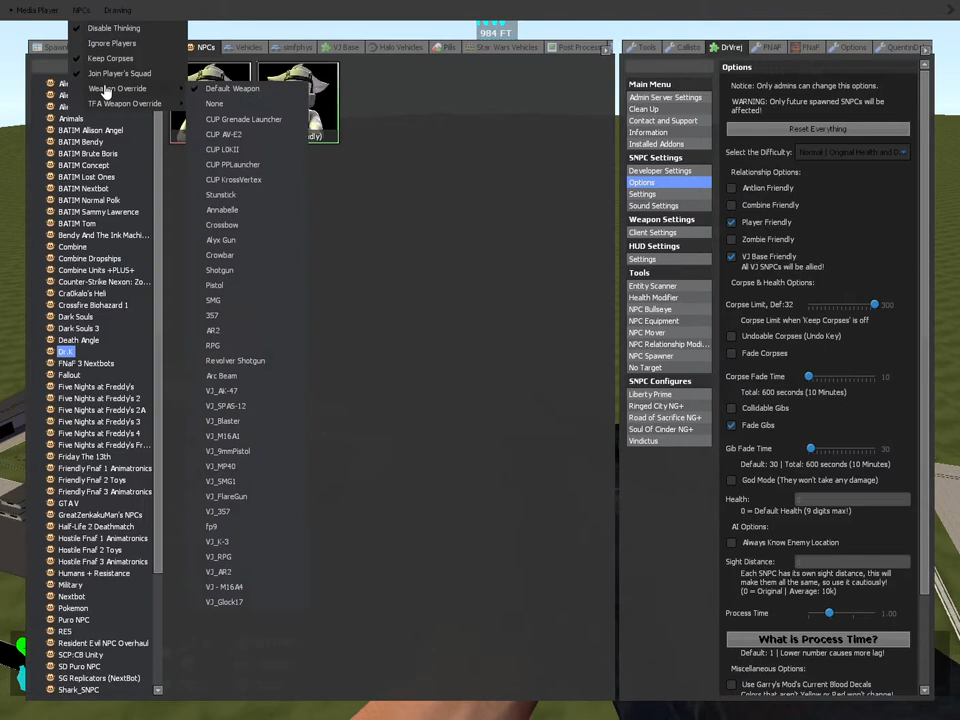 Media Player NPCs Drawing
984 FT
Disable Thinking
Ignore Players
Keep Corpses
Join Player's Squad
Weapon Override
TFA Weapon Override
Default Weapon
None
CUP Grenade Launcher
CUP AV-E2
CUP L0KII
CUP PPLauncher
CUP KrossVertex
Stunstick
Annabelle
Crossbow
Alyx Gun
Crowbar
Shotgun
Pistol
SMG
357
AR2
RPG
Revolver Shotgun
Arc Beam
VJ_AK-47
VJ_SPAS-12
VJ_Blaster
VJ_M16A1
VJ_9mmPistol
VJ_MP40
VJ_SMG1
VJ_FlareGun
VJ_357
fp9
VJ_K-3
VJ_RPG
VJ_AR2
VJ - M16A4
VJ_Glock17
NPCs Vehicles simfphys VJ Base Halo Vehicles Pills Star Wars Vehicles Post Process
Animals
BATIM Allison Angel
BATIM Bendy
BATIM Brute Boris
BATIM Concept
BATIM Lost Ones
BATIM Nextbot
BATIM Normal Polk
BATIM Sammy Lawrence
BATIM Tom
Bendy And The Ink Machin...
Combine
Combine Dropships
Combine Units +PLUS+
Counter-Strike Nexon: Zo...
Cra0kalo's Heli
Crossfire Biohazard 1
Dark Souls
Dark Souls 3
Death Angle
Dr.K
FNaF 3 Nextbots
Fallout
Five Nights at Freddy's
Five Nights at Freddy's 2
Five Nights at Freddy's 2A
Five Nights at Freddy's 3
Five Nights at Freddy's 4
Five Nights at Freddy's Fr...
Friday The 13th
Friendly Fnaf 1 Animatronics
Friendly Fnaf 2 Toys
Friendly Fnaf 3 Animatronics
GTA V
GreatZenkakuMan's NPCs
Half-Life 2 Deathmatch
Hostile Fnaf 1 Animatronics
Hostile Fnaf 2 Toys
Hostile Fnaf 3 Animatronics
Humans + Resistance
Military
Nextbot
Pokemon
Puro NPC
RE5
Resident Evil NPC Overhaul
SCP:CB Unity
SD Puro NPC
SG Replicators (NextBot)
Shark_SNPC
Tools Callisto DrVrej PNAF FNaF Options
Main Menu
Admin Server Settings
Clean Up
Contact and Support
Information
Installed Addons
SNPC Settings
Developer Settings
Options
Settings
Sound Settings
Weapon Settings
Client Settings
HUD Settings
Settings
Tools
Entity Scanner
Health Modifier
NPC Bullseye
NPC Equipment
NPC Mover
NPC Relationship Modi...
NPC Spawner
No Target
SNPC Configures
Liberty Prime
Ringed City NG+
Road of Sacrifice NG+
Soul Of Cinder NG+
Vindictus
Options
Notice: Only admins can change this options.
WARNING: Only future spawned SNPCs will be affected.
Reset Everything
Select the Difficulty: Normal | Original Health and D
Relationship Options:
Antlion Friendly
Combine Friendly
Player Friendly
Zombie Friendly
VJ Base Friendly
All VJ SNPCs will be allied!
Corpse & Health Options:
Corpse Limit, Def:32 300
Corpse Limit when 'Keep Corpses' is off
Undoable Corpses (Undo Key)
Fade Corpses
Corpse Fade Time 10
Total: 600 seconds (10 Minutes)
Collidable Gibs
Fade Gibs
Gib Fade Time 30
Default: 30 | Total: 600 seconds (10 Minutes)
God Mode (They won't take any damage)
Health:
0 = Default Health (9 digits max!)
AI Options:
Always Know Enemy Location
Sight Distance:
Each SNPC has its own sight distance, this will
make them all the same, so use it cautiously!
(0 = Original | Average: 10k)
Process Time 1.00
What is Process Time?
Default: 1 | Lower number causes more lag!
Miscellaneous Options:
Use Garry's Mod's Current Blood Decals